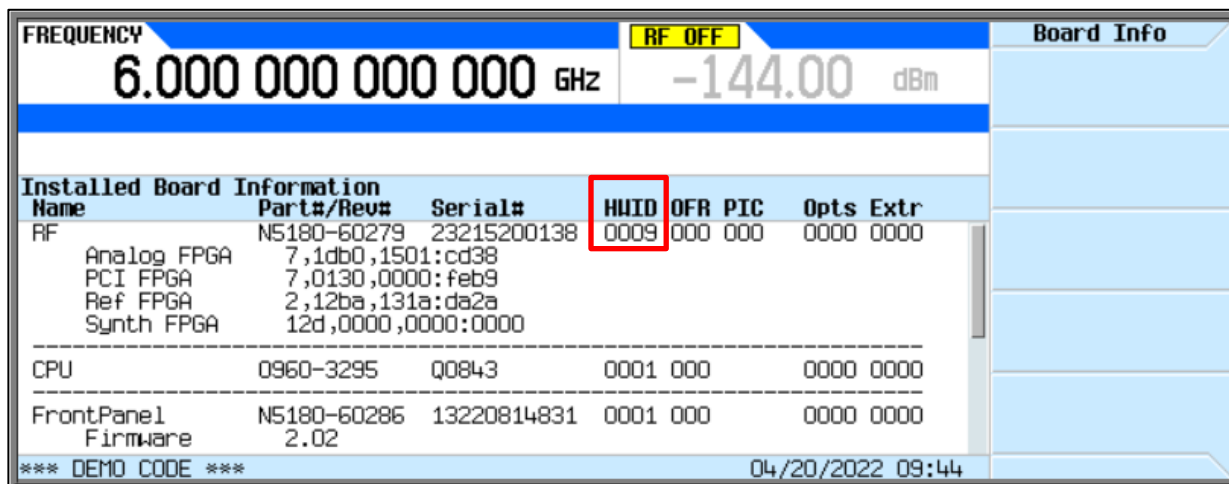 FREQUENCY RF OFF Board Info
6.000 000 000 000 GHz -144.00 dBm
Installed Board Information
Name Part#/Rev# Serial# HWID OFR PIC Opts Extr
RF N5180-60279 23215200138 0009 000 000 0000 0000
Analog FPGA 7,1db0,1501:cd38
PCI FPGA 7,0130,0000:feb9
Ref FPGA 2,12ba,131a:da2a
Synth FPGA 12d,0000,0000:0000
CPU 0960-3295 Q0843 0001 000 0000 0000
FrontPanel N5180-60286 13220814831 0001 000 0000 0000
Firmware 2.02
*** DEMO CODE *** 04/20/2022 09:44